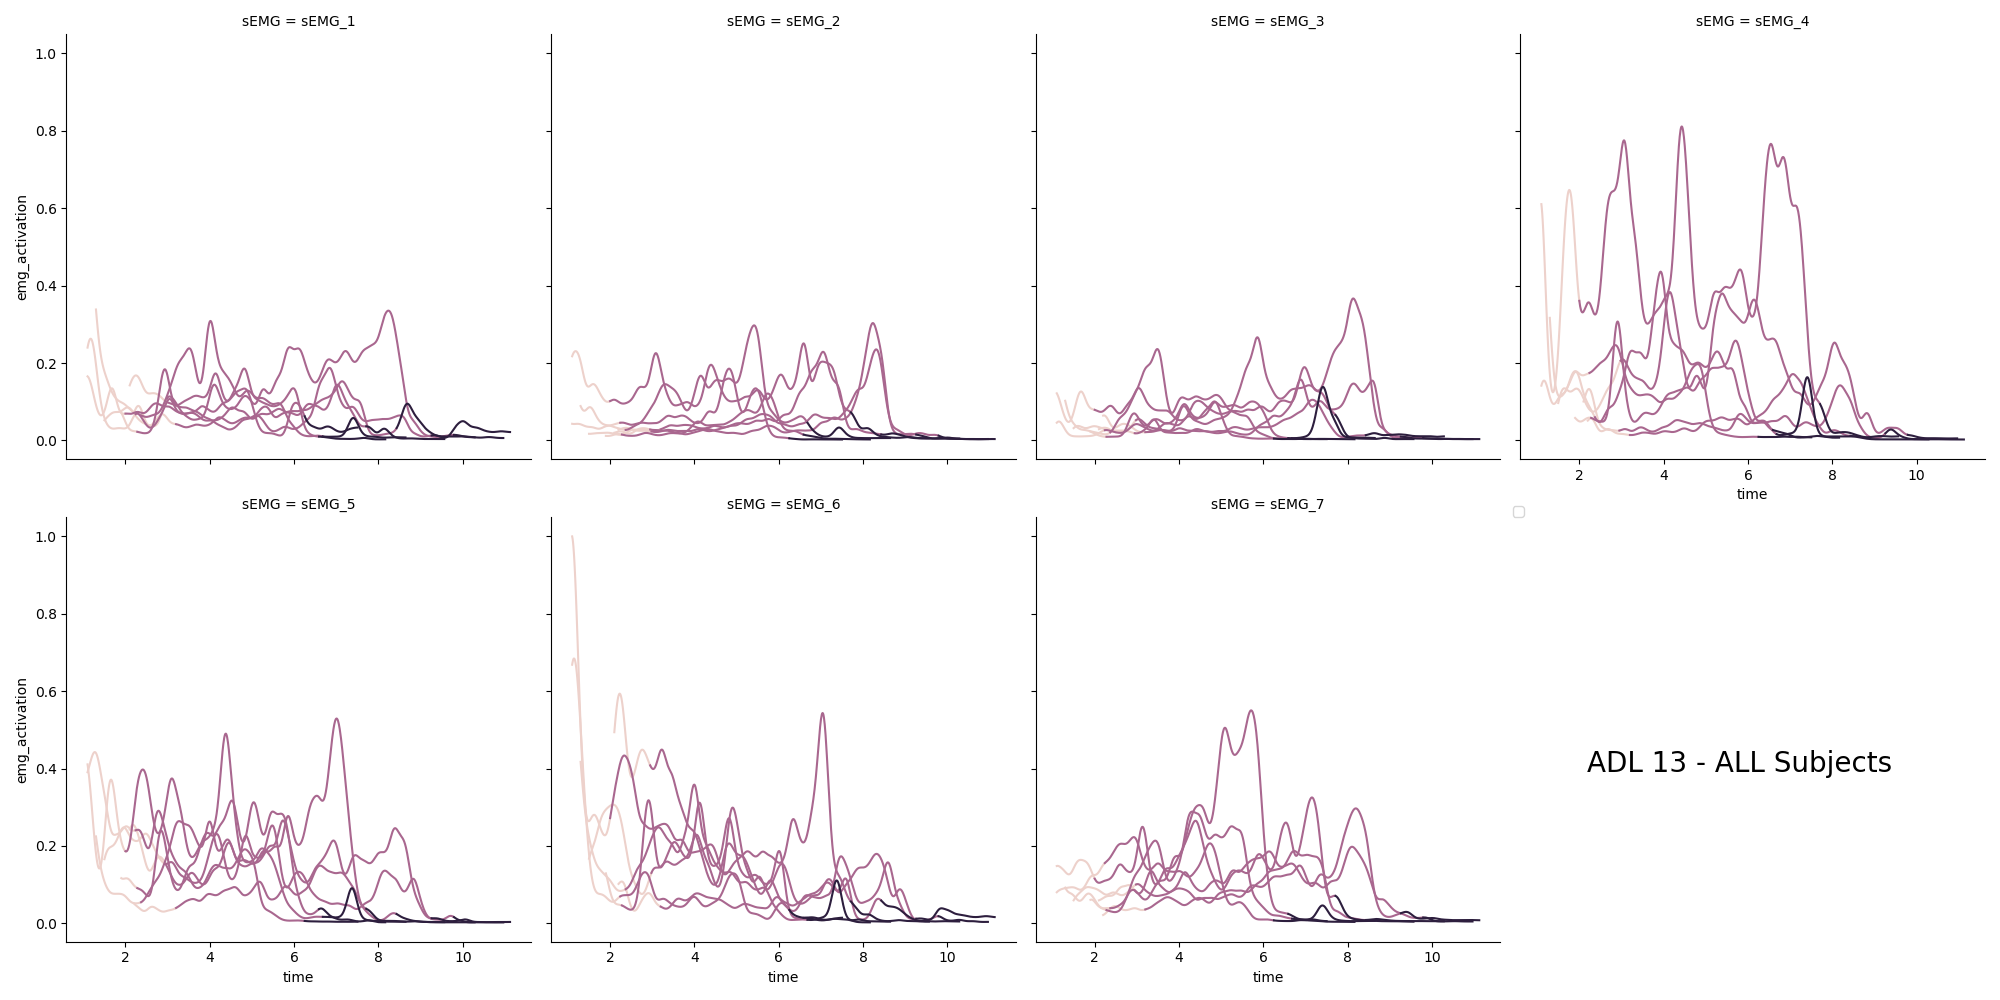 sEMG = sEMG_1
sEMG = sEMG_2
sEMG = sEMG_3
sEMG = sEMG_4
emg_activation
1.0
0.8
0.6
0.4
0.2
0.0
2 4 6 8 10
time
sEMG = sEMG_5
sEMG = sEMG_6
sEMG = sEMG_7
emg_activation
1.0
0.8
0.6
0.4
0.2
0.0
2 4 6 8 10
time
2 4 6 8 10
time
2 4 6 8 10
time
ADL 13 - ALL Subjects